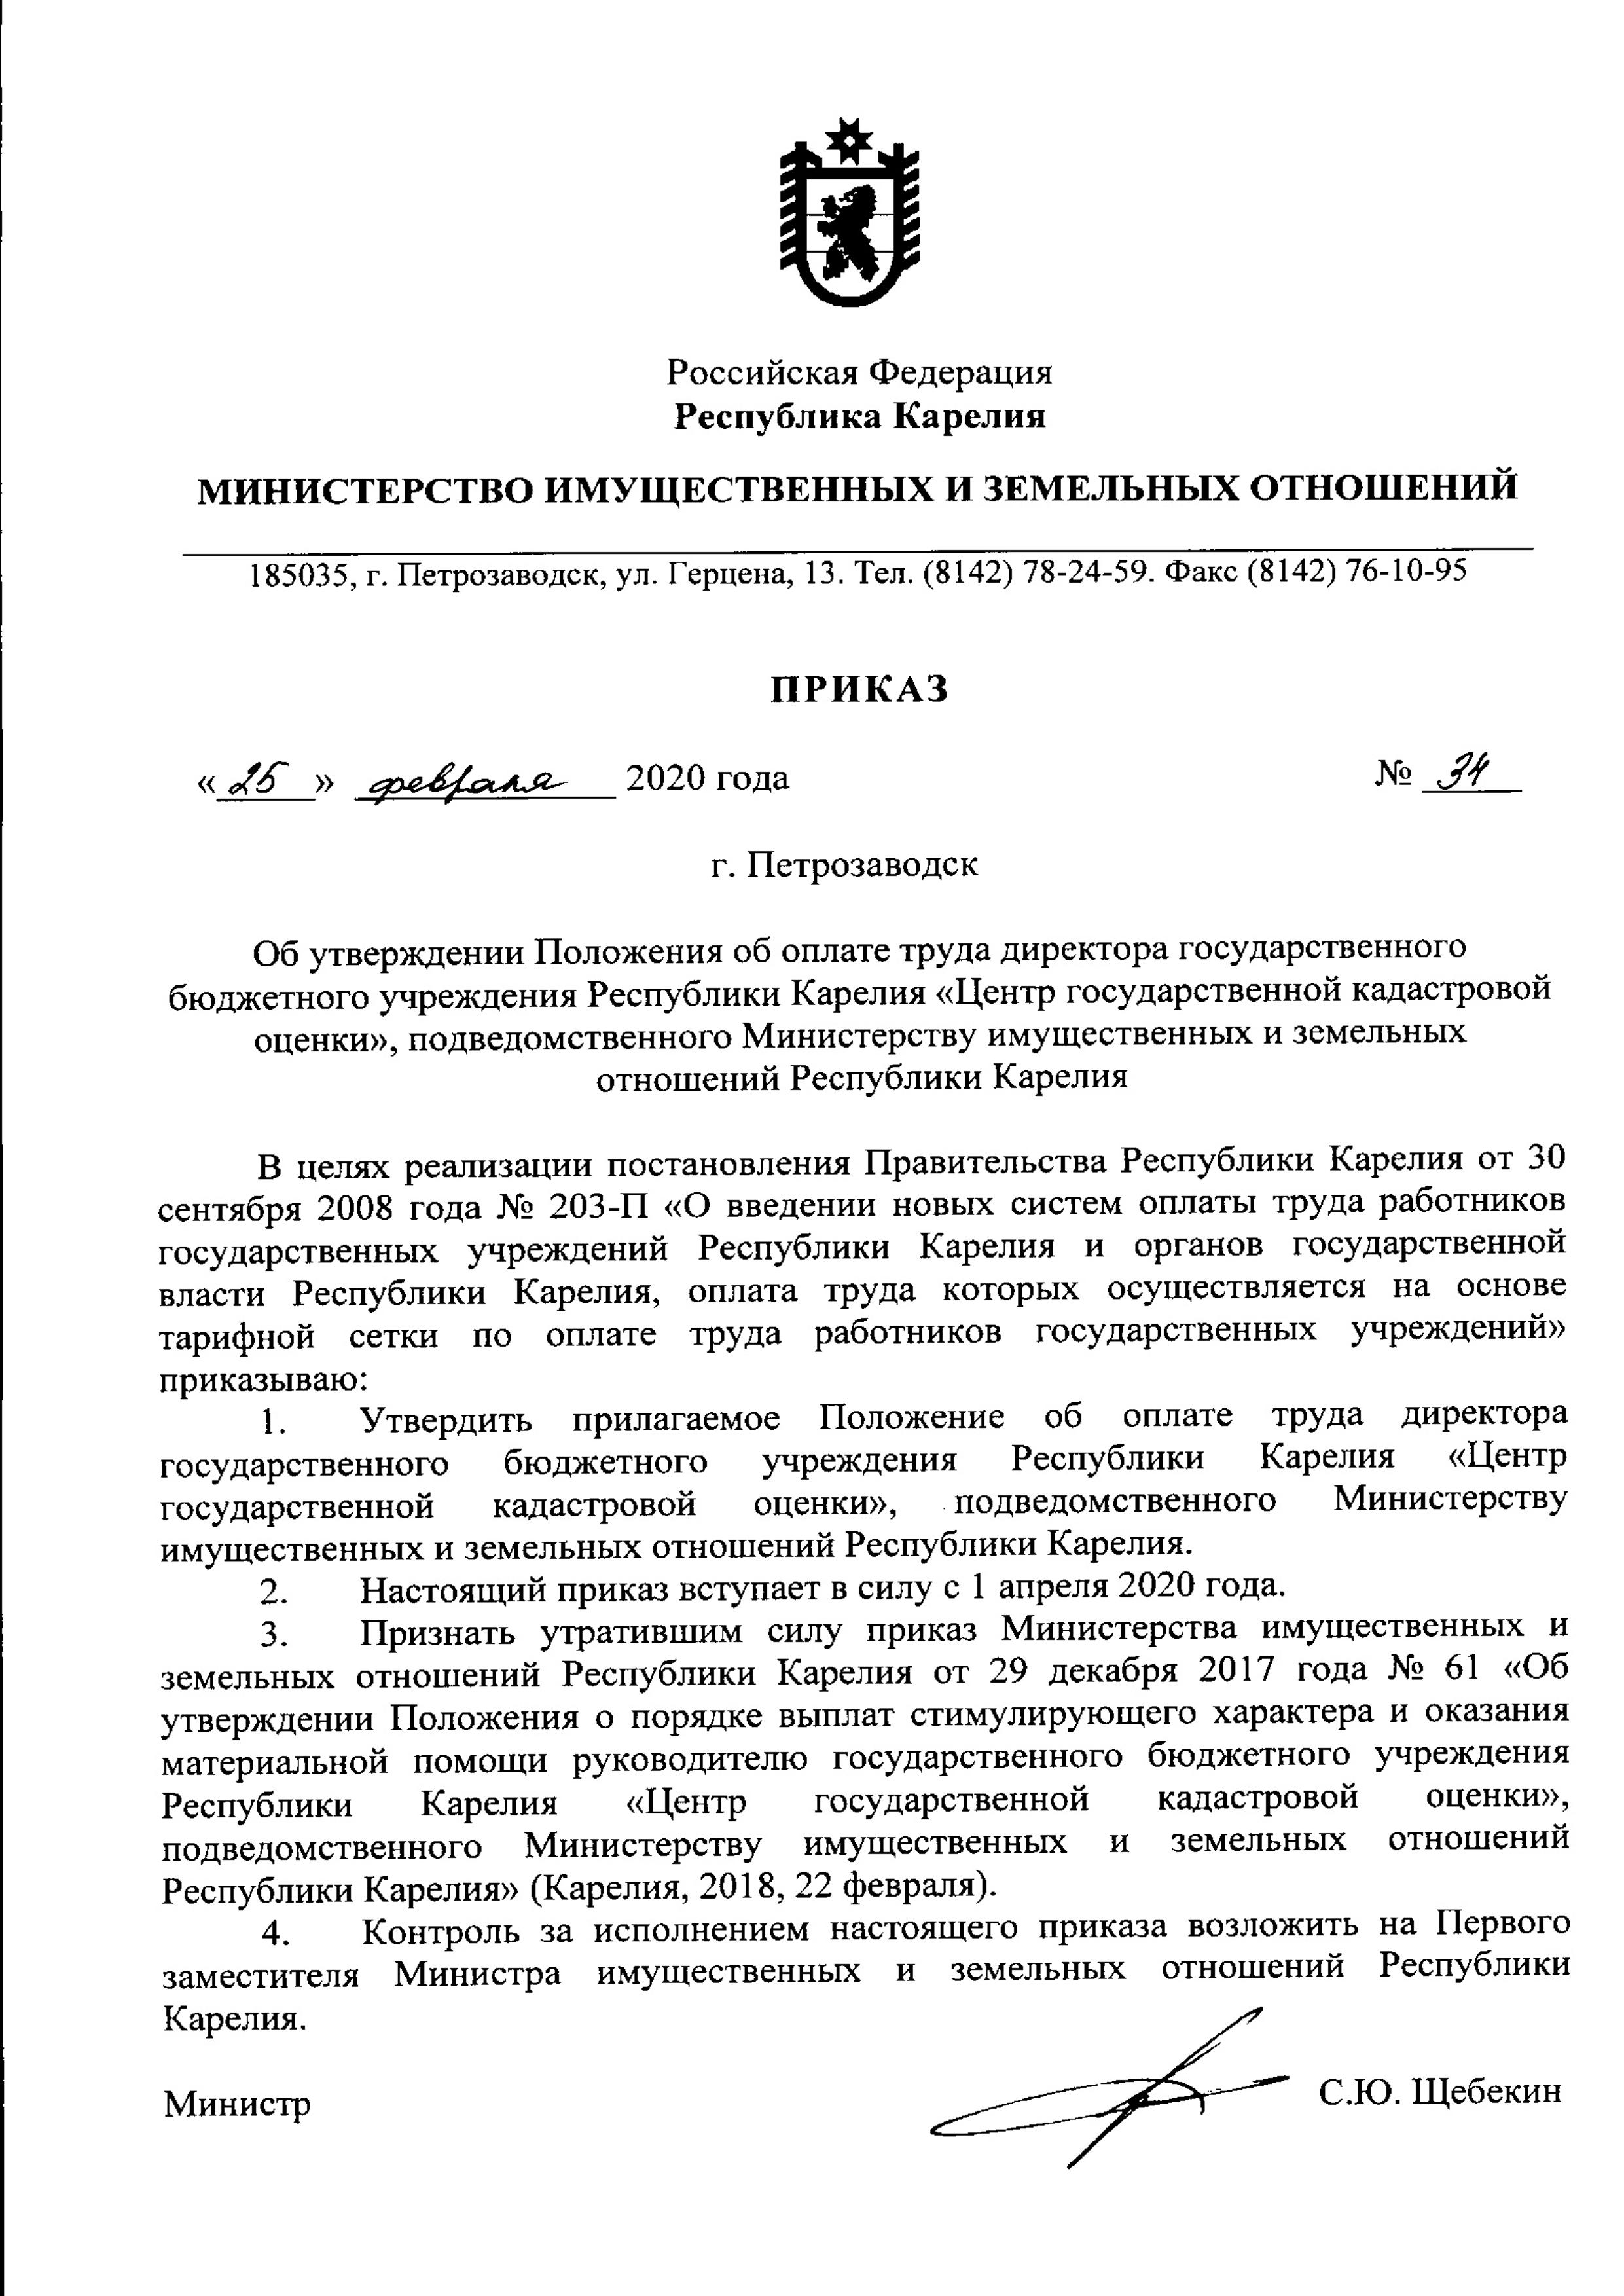 Российская Федерация
Республика Карелия
МИНИСТЕРСТВО ИМУЩЕСТВЕННЫХ И ЗЕМЕЛЬНЫХ ОТНОШЕНИЙ
185035, г. Петрозаводск, ул. Герцена, 13. Тел. (8142) 78-24-59. Факс (8142) 76-10-95
ПРИКАЗ
«25» февраля 2020 года № 34
г. Петрозаводск
Об утверждении Положения об оплате труда директора государственного
бюджетного учреждения Республики Карелия «Центр государственной кадастровой
оценки», подведомственного Министерству имущественных и земельных
отношений Республики Карелия
В целях реализации постановления Правительства Республики Карелия от 30
сентября 2008 года № 203-П «О введении новых систем оплаты труда работников
государственных учреждений Республики Карелия и органов государственной
власти Республики Карелия, оплата труда которых осуществляется на основе
тарифной сетки по оплате труда работников государственных учреждений»
приказываю:
1. Утвердить прилагаемое Положение об оплате труда директора
государственного бюджетного учреждения Республики Карелия «Центр
государственной кадастровой оценки», подведомственного Министерству
имущественных и земельных отношений Республики Карелия.
2. Настоящий приказ вступает в силу с 1 апреля 2020 года.
3. Признать утратившим силу приказ Министерства имущественных и
земельных отношений Республики Карелия от 29 декабря 2017 года № 61 «Об
утверждении Положения о порядке выплат стимулирующего характера и оказания
материальной помощи руководителю государственного бюджетного учреждения
Республики Карелия «Центр государственной кадастровой оценки»,
подведомственного Министерству имущественных и земельных отношений
Республики Карелия» (Карелия, 2018, 22 февраля).
4. Контроль за исполнением настоящего приказа возложить на Первого
заместителя Министра имущественных и земельных отношений Республики
Карелия.
Министр С.Ю. Щебекин